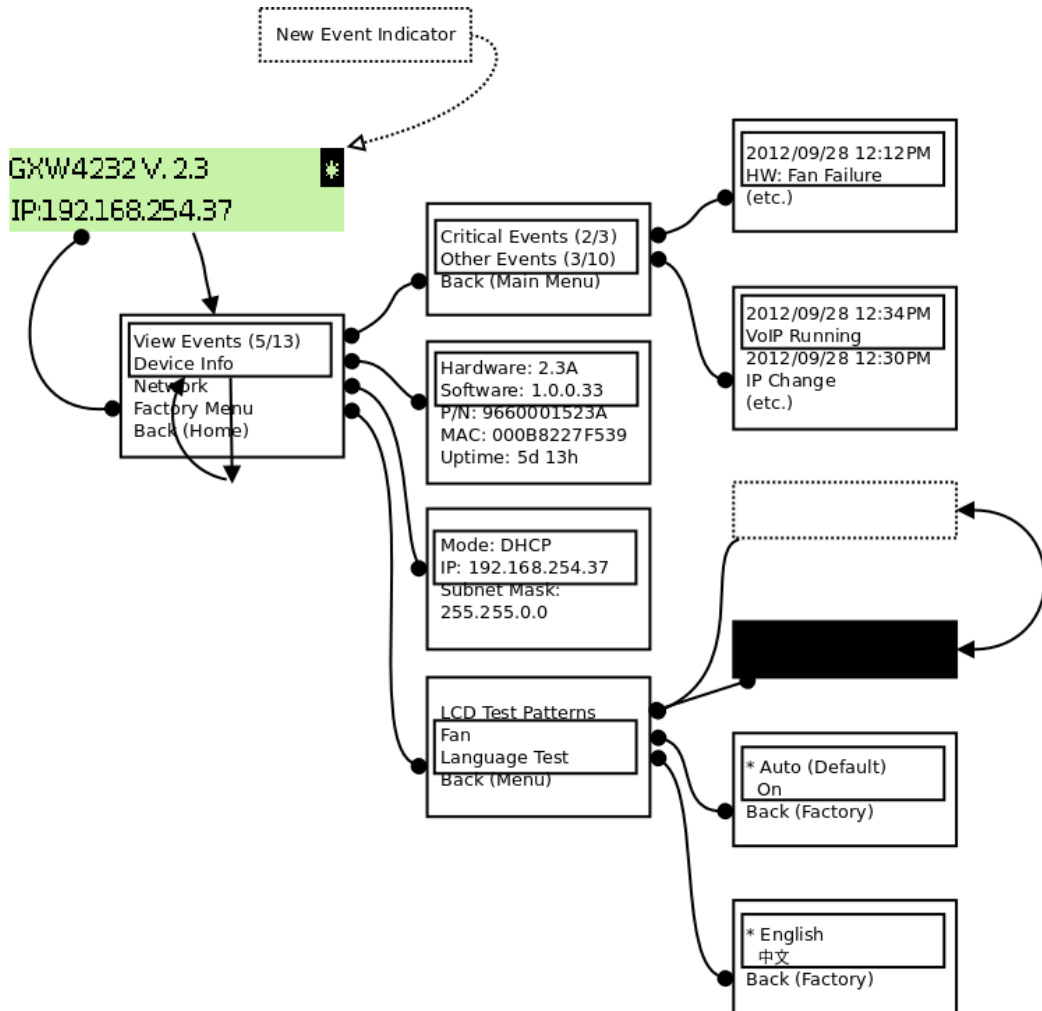 New Event Indicator
GXW4232 V. 2.3 *
IP:192.168.254.37
View Events (5/13)
Device Info
Network
Factory Menu
Back (Home)
Critical Events (2/3)
Other Events (3/10)
Back (Main Menu)
Hardware: 2.3A
Software: 1.0.0.33
P/N: 9660001523A
MAC: 000B8227F539
Uptime: 5d 13h
Mode: DHCP
IP: 192.168.254.37
Subnet Mask:
255.255.0.0
LCD Test Patterns
Fan
Language Test
Back (Menu)
2012/09/28 12:12PM
HW: Fan Failure
(etc.)
2012/09/28 12:34PM
VoIP Running
2012/09/28 12:30PM
IP Change
(etc.)
* Auto (Default)
On
Back (Factory)
* English
中文
Back (Factory)